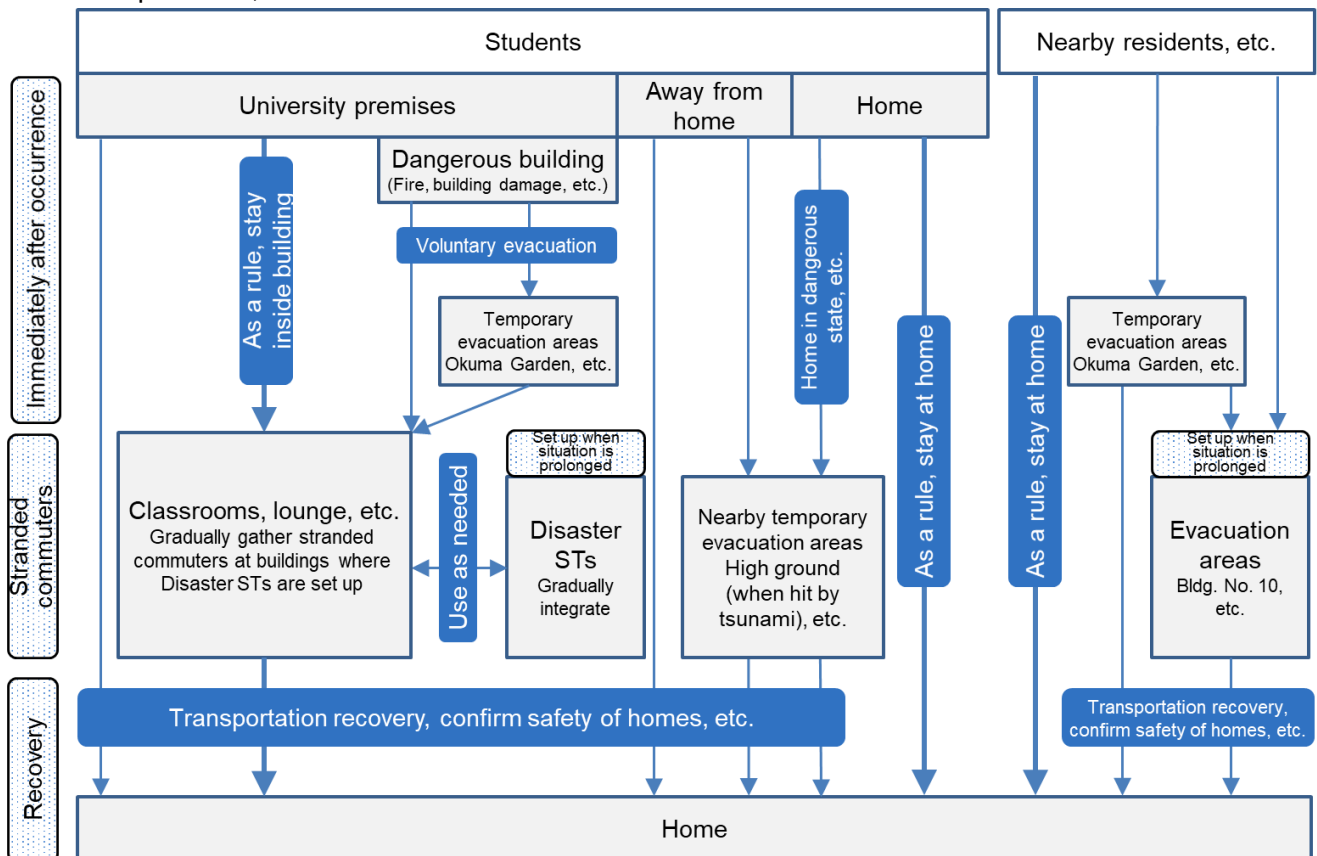 Students
Nearby residents, etc.
Immediately after occurrence
University premises
Away from
home
Home
Dangerous building
(Fire, building damage, etc.)
As a rule, stay
inside building
Voluntary evacuation
Home in dangerous
state, etc.
Temporary
evacuation areas
Okuma Garden, etc.
Temporary
evacuation areas
Okuma Garden, etc.
As a rule, stay at home
As a rule, stay at home
Stranded
commuters
Set up when
situation is
prolonged
Set up when
situation is
prolonged
Classrooms, lounge, etc.
Gradually gather stranded
commuters at buildings where
Disaster STs are set up
Use as needed
Disaster
STs
Gradually
integrate
Nearby temporary
evacuation areas
High ground
(when hit by
tsunami), etc.
Evacuation
areas
Bldg. No. 10,
etc.
Recovery
Transportation recovery, confirm safety of homes, etc.
Transportation recovery,
confirm safety of homes, etc.
Home